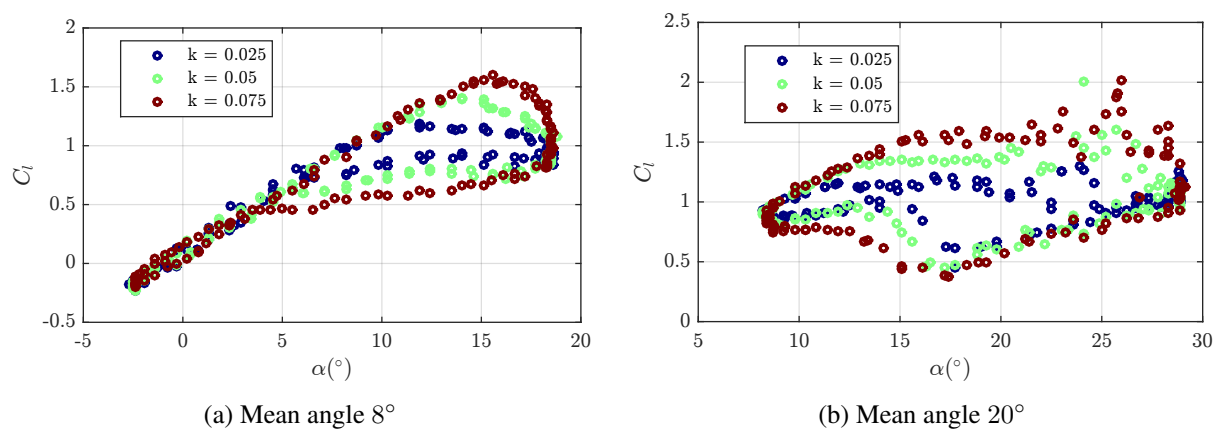 2
1.5
1
0.5
0
-0.5
C_l
k = 0.025
k = 0.05
k = 0.075
-5 0 5 10 15 20
α(°)
(a) Mean angle 8°
2.5
2
1.5
1
0.5
0
C_l
k = 0.025
k = 0.05
k = 0.075
5 10 15 20 25 30
α(°)
(b) Mean angle 20°